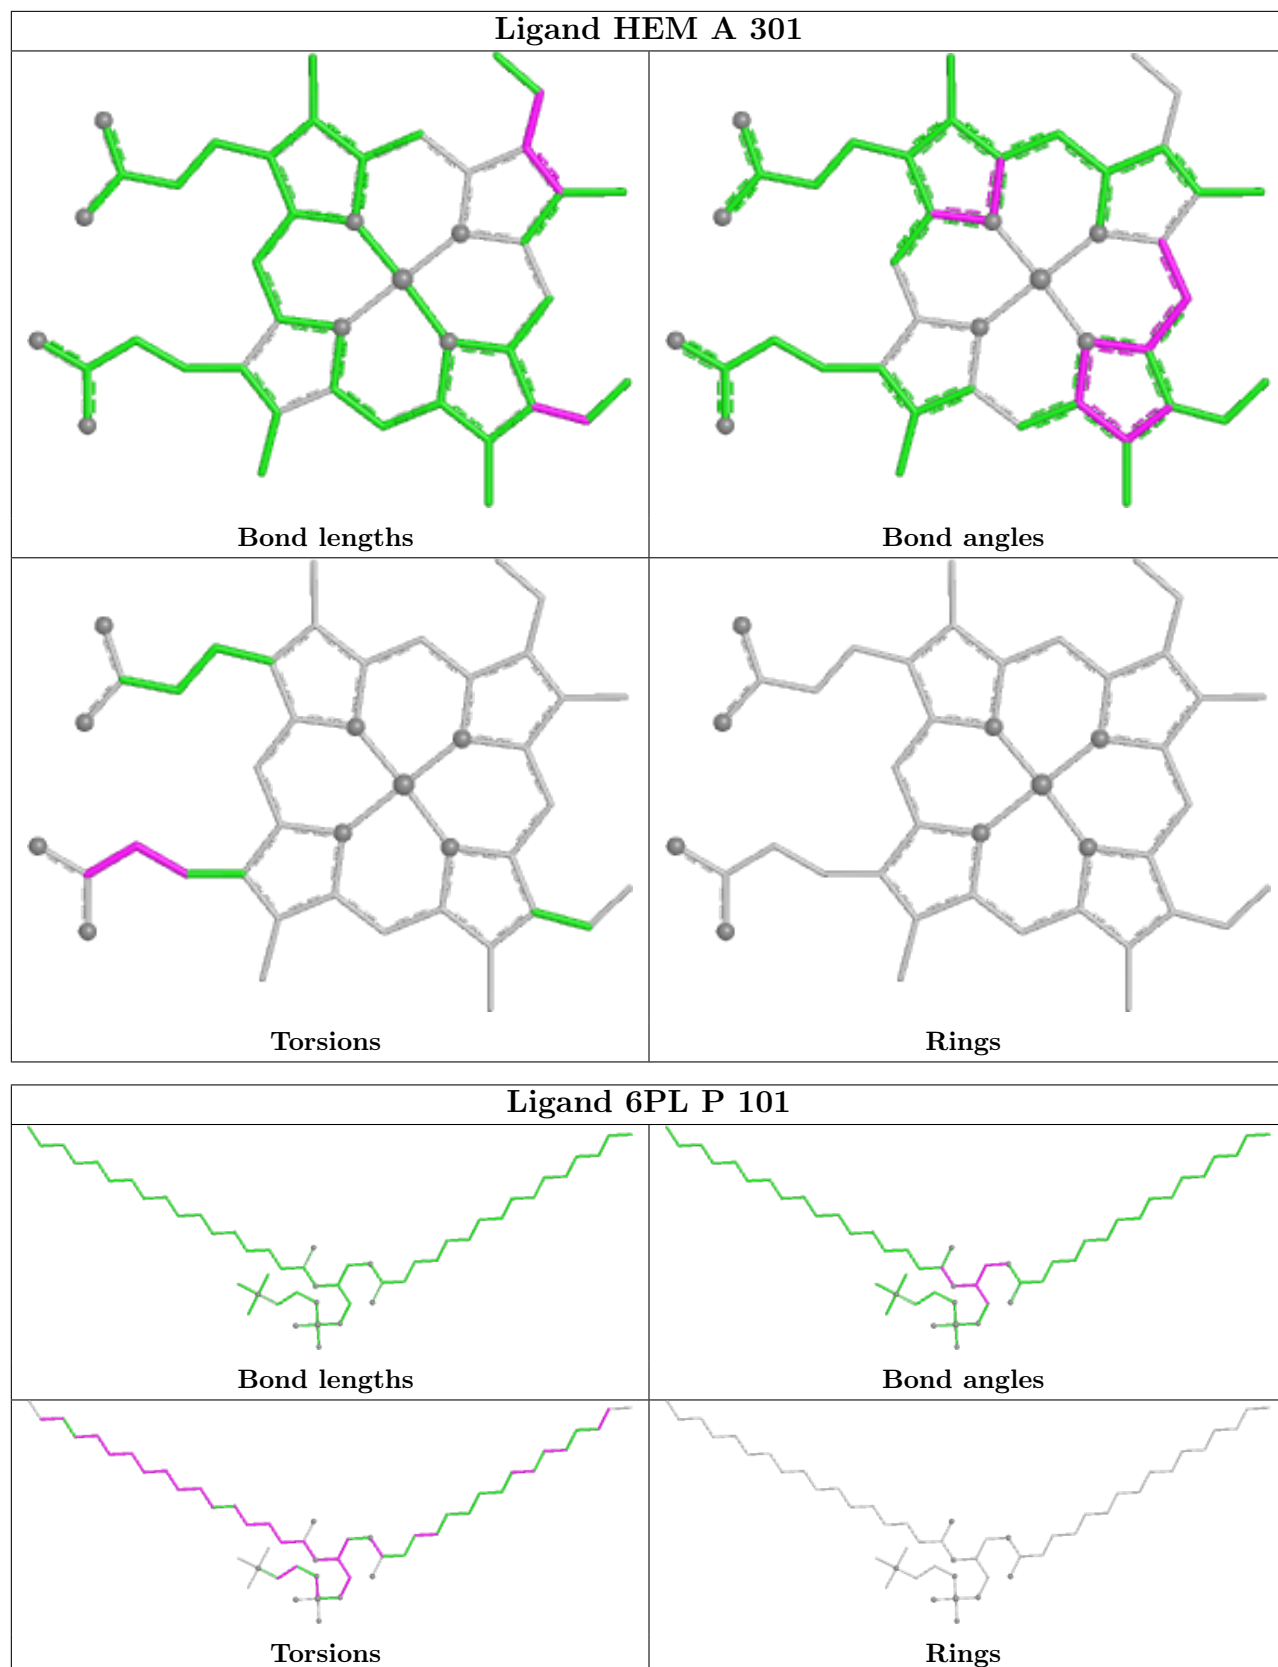 Ligand HEM A 301
Bond lengths
Bond angles
Torsions
Rings
Ligand 6PL P 101
Bond lengths
Bond angles
Torsions
Rings